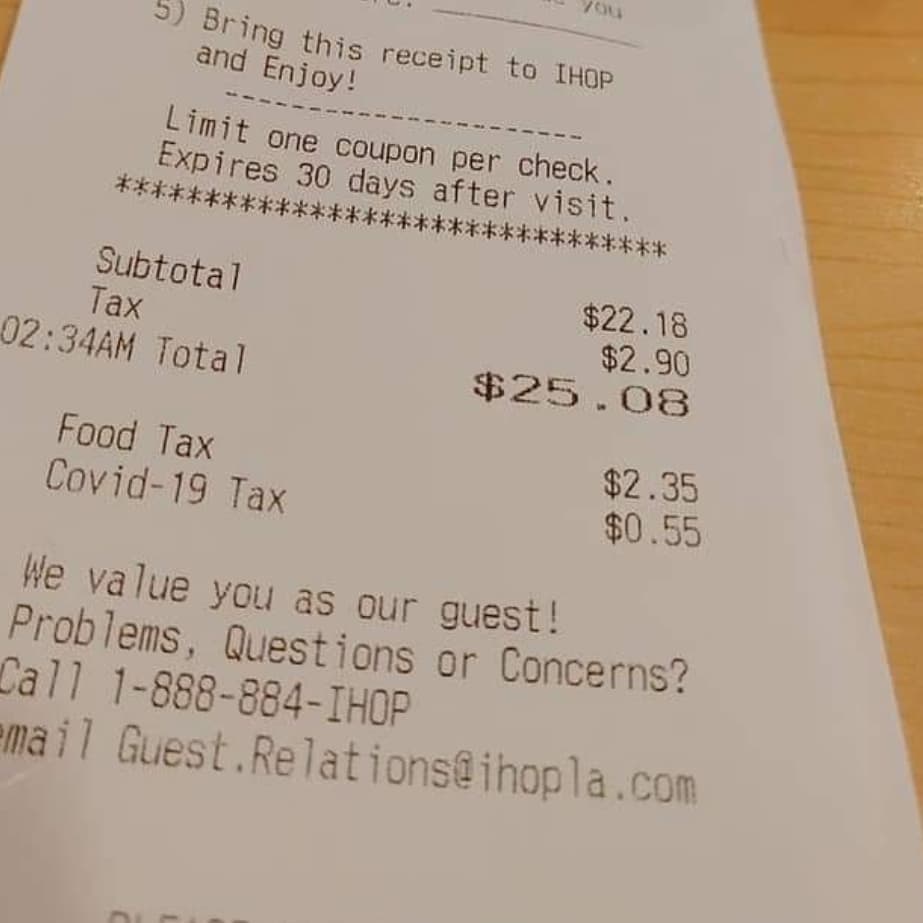 you
5) Bring this receipt to IHOP
and Enjoy!
-----------------------
Limit one coupon per check.
Expires 30 days after visit.
*******************************
Subtotal $22.18
Tax $2.90
02:34AM Total $25.08
Food Tax $2.35
Covid-19 Tax $0.55
We value you as our guest!
Problems, Questions or Concerns?
Call 1-888-884-IHOP
email Guest.Relations@ihopla.com